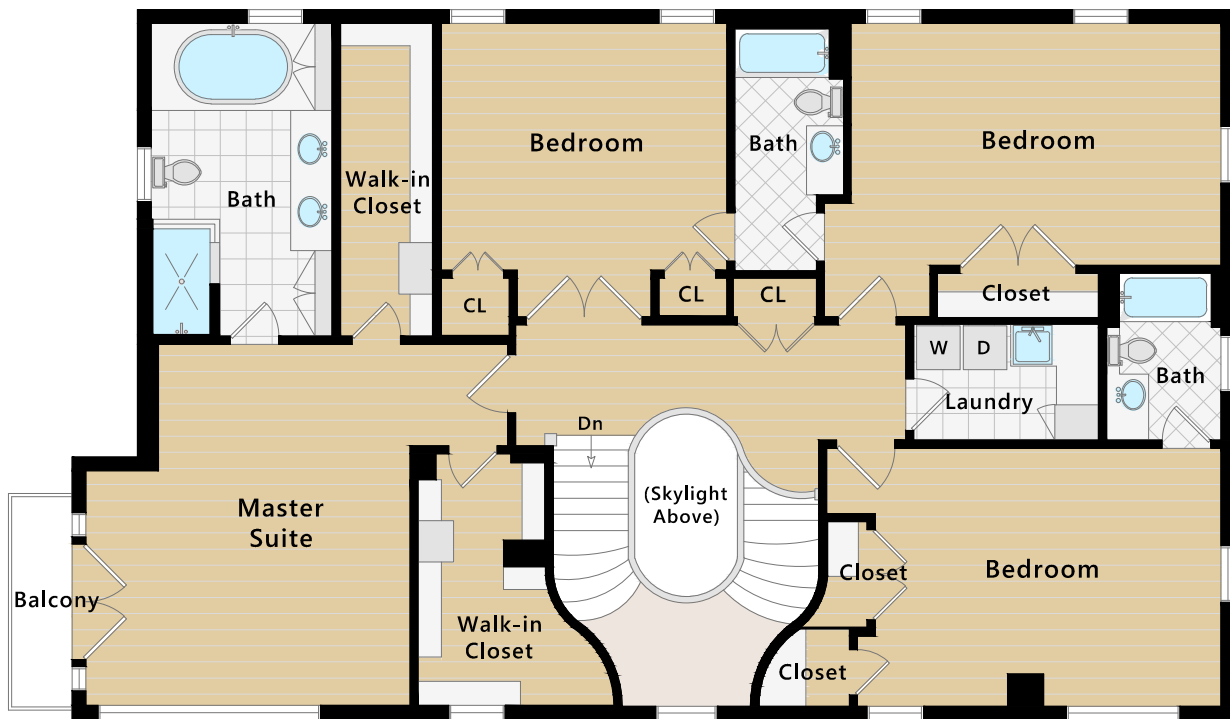 Bedroom
Bath
Bedroom
Walk-in
Closet
Bath
CL
CL
CL
Closet
W
D
Laundry
Bath
Dn
Master
Suite
(Skylight
Above)
Balcony
Closet
Bedroom
Walk-in
Closet
Closet